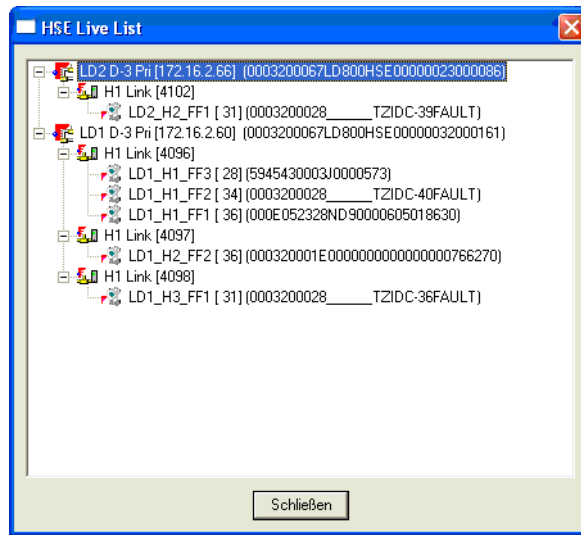 HSE Live List
LD2 D-3 Pri [172.16.2.66] (0003200067LD800HSE00000023000086)
H1 Link [4102]
LD2_H2_FF1 [ 31] (0003200028______TZIDC-39FAULT)
LD1 D-3 Pri [172.16.2.60] (0003200067LD800HSE00000032000161)
H1 Link [4096]
LD1_H1_FF3 [ 28] (5945430003J0000573)
LD1_H1_FF2 [ 34] (0003200028______TZIDC-40FAULT)
LD1_H1_FF1 [ 36] (000E052328ND90000605018630)
H1 Link [4097]
LD1_H2_FF2 [ 36] (000320001E0000000000000000766270)
H1 Link [4098]
LD1_H3_FF1 [ 31] (0003200028______TZIDC-36FAULT)
Schließen